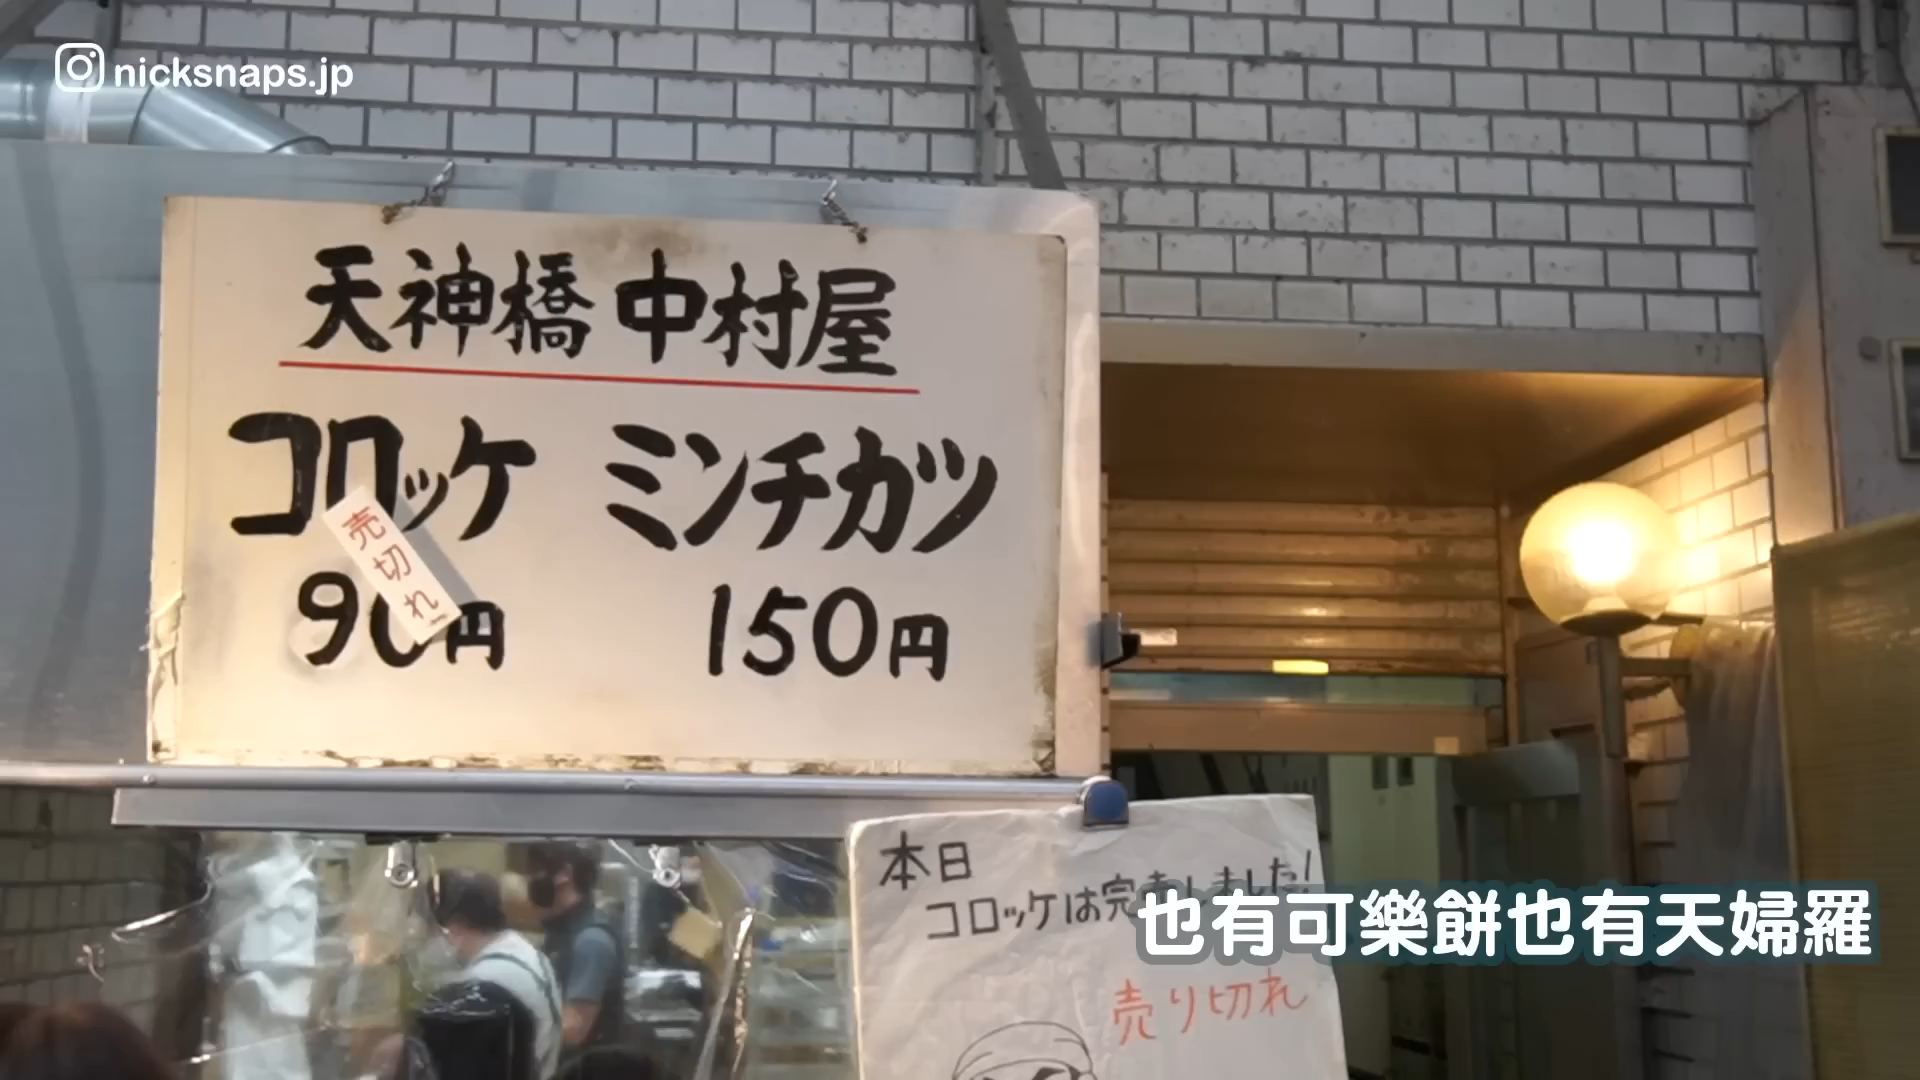 nicksnaps.jp
天神橋 中村屋
コロッケ ミンチカツ
売切れ
90円 150円
本日
コロッケは完売しました!
也有可樂餅也有天婦羅
売り切れ